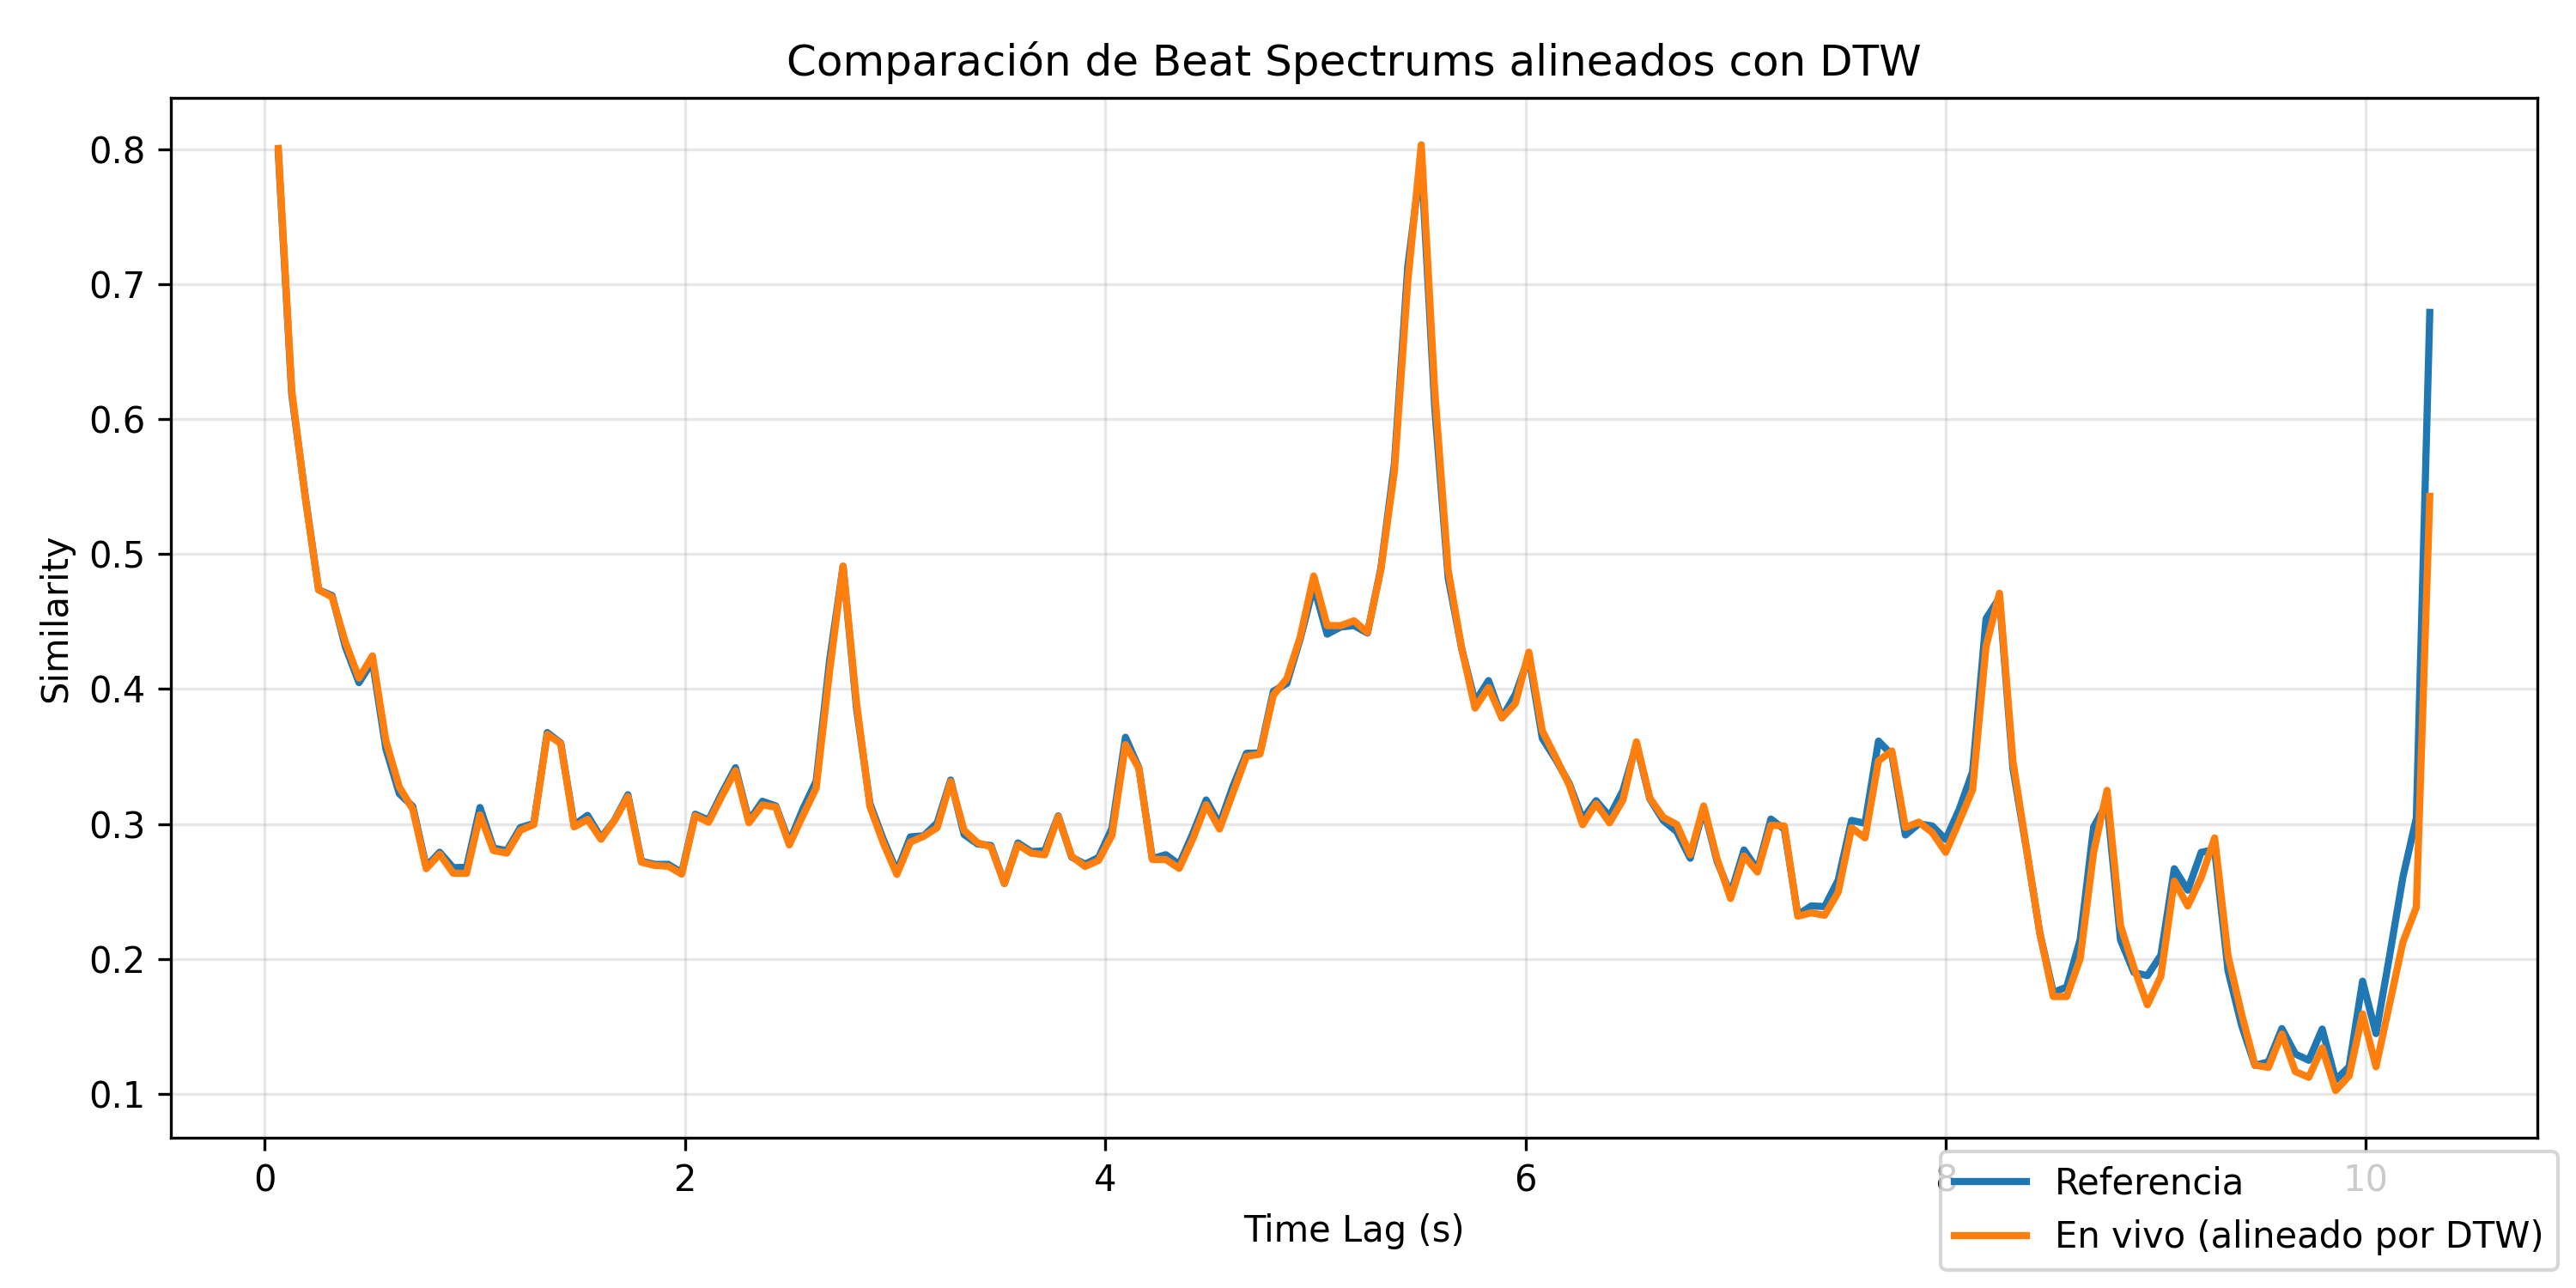 Comparación de Beat Spectrums alineados con DTW
Similarity
0.8
0.7
0.6
0.5
0.4
0.3
0.2
0.1
0 2 4 6 8 10
Time Lag (s)
Referencia
En vivo (alineado por DTW)